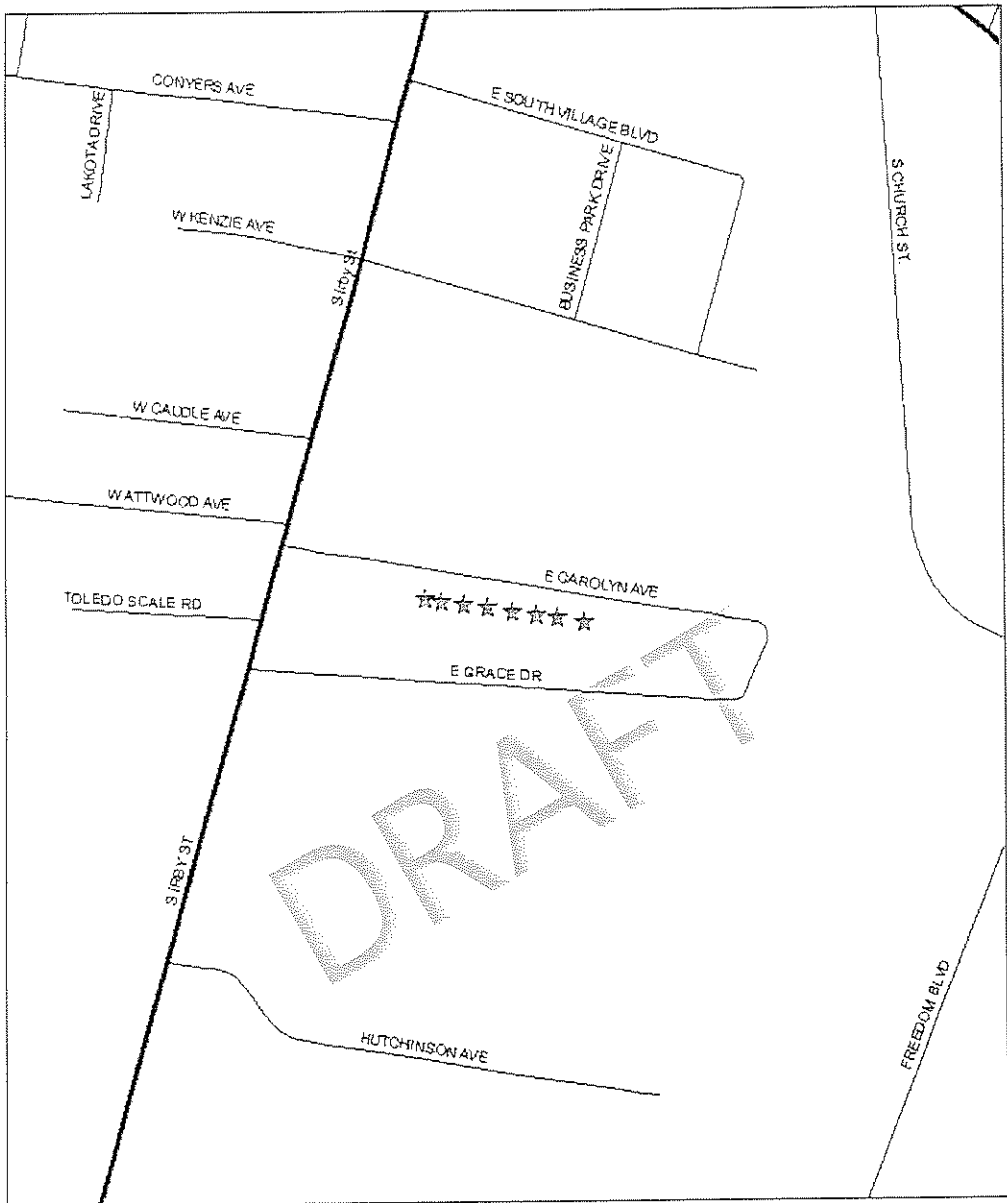 CONYERS AVE
E SOUTH VILLAGE BLVD
LAKOTA DRIVE
BUSINESS PARK DRIVE
S CHURCH ST.
W KENZIE AVE
S Irby St
W CAUDLE AVE
W ATTWOOD AVE
E CAROLYN AVE
TOLEDO SCALE RD
E GRACE DR
DRAFT
S IRBY ST
FREEDOM BLVD
HUTCHINSON AVE